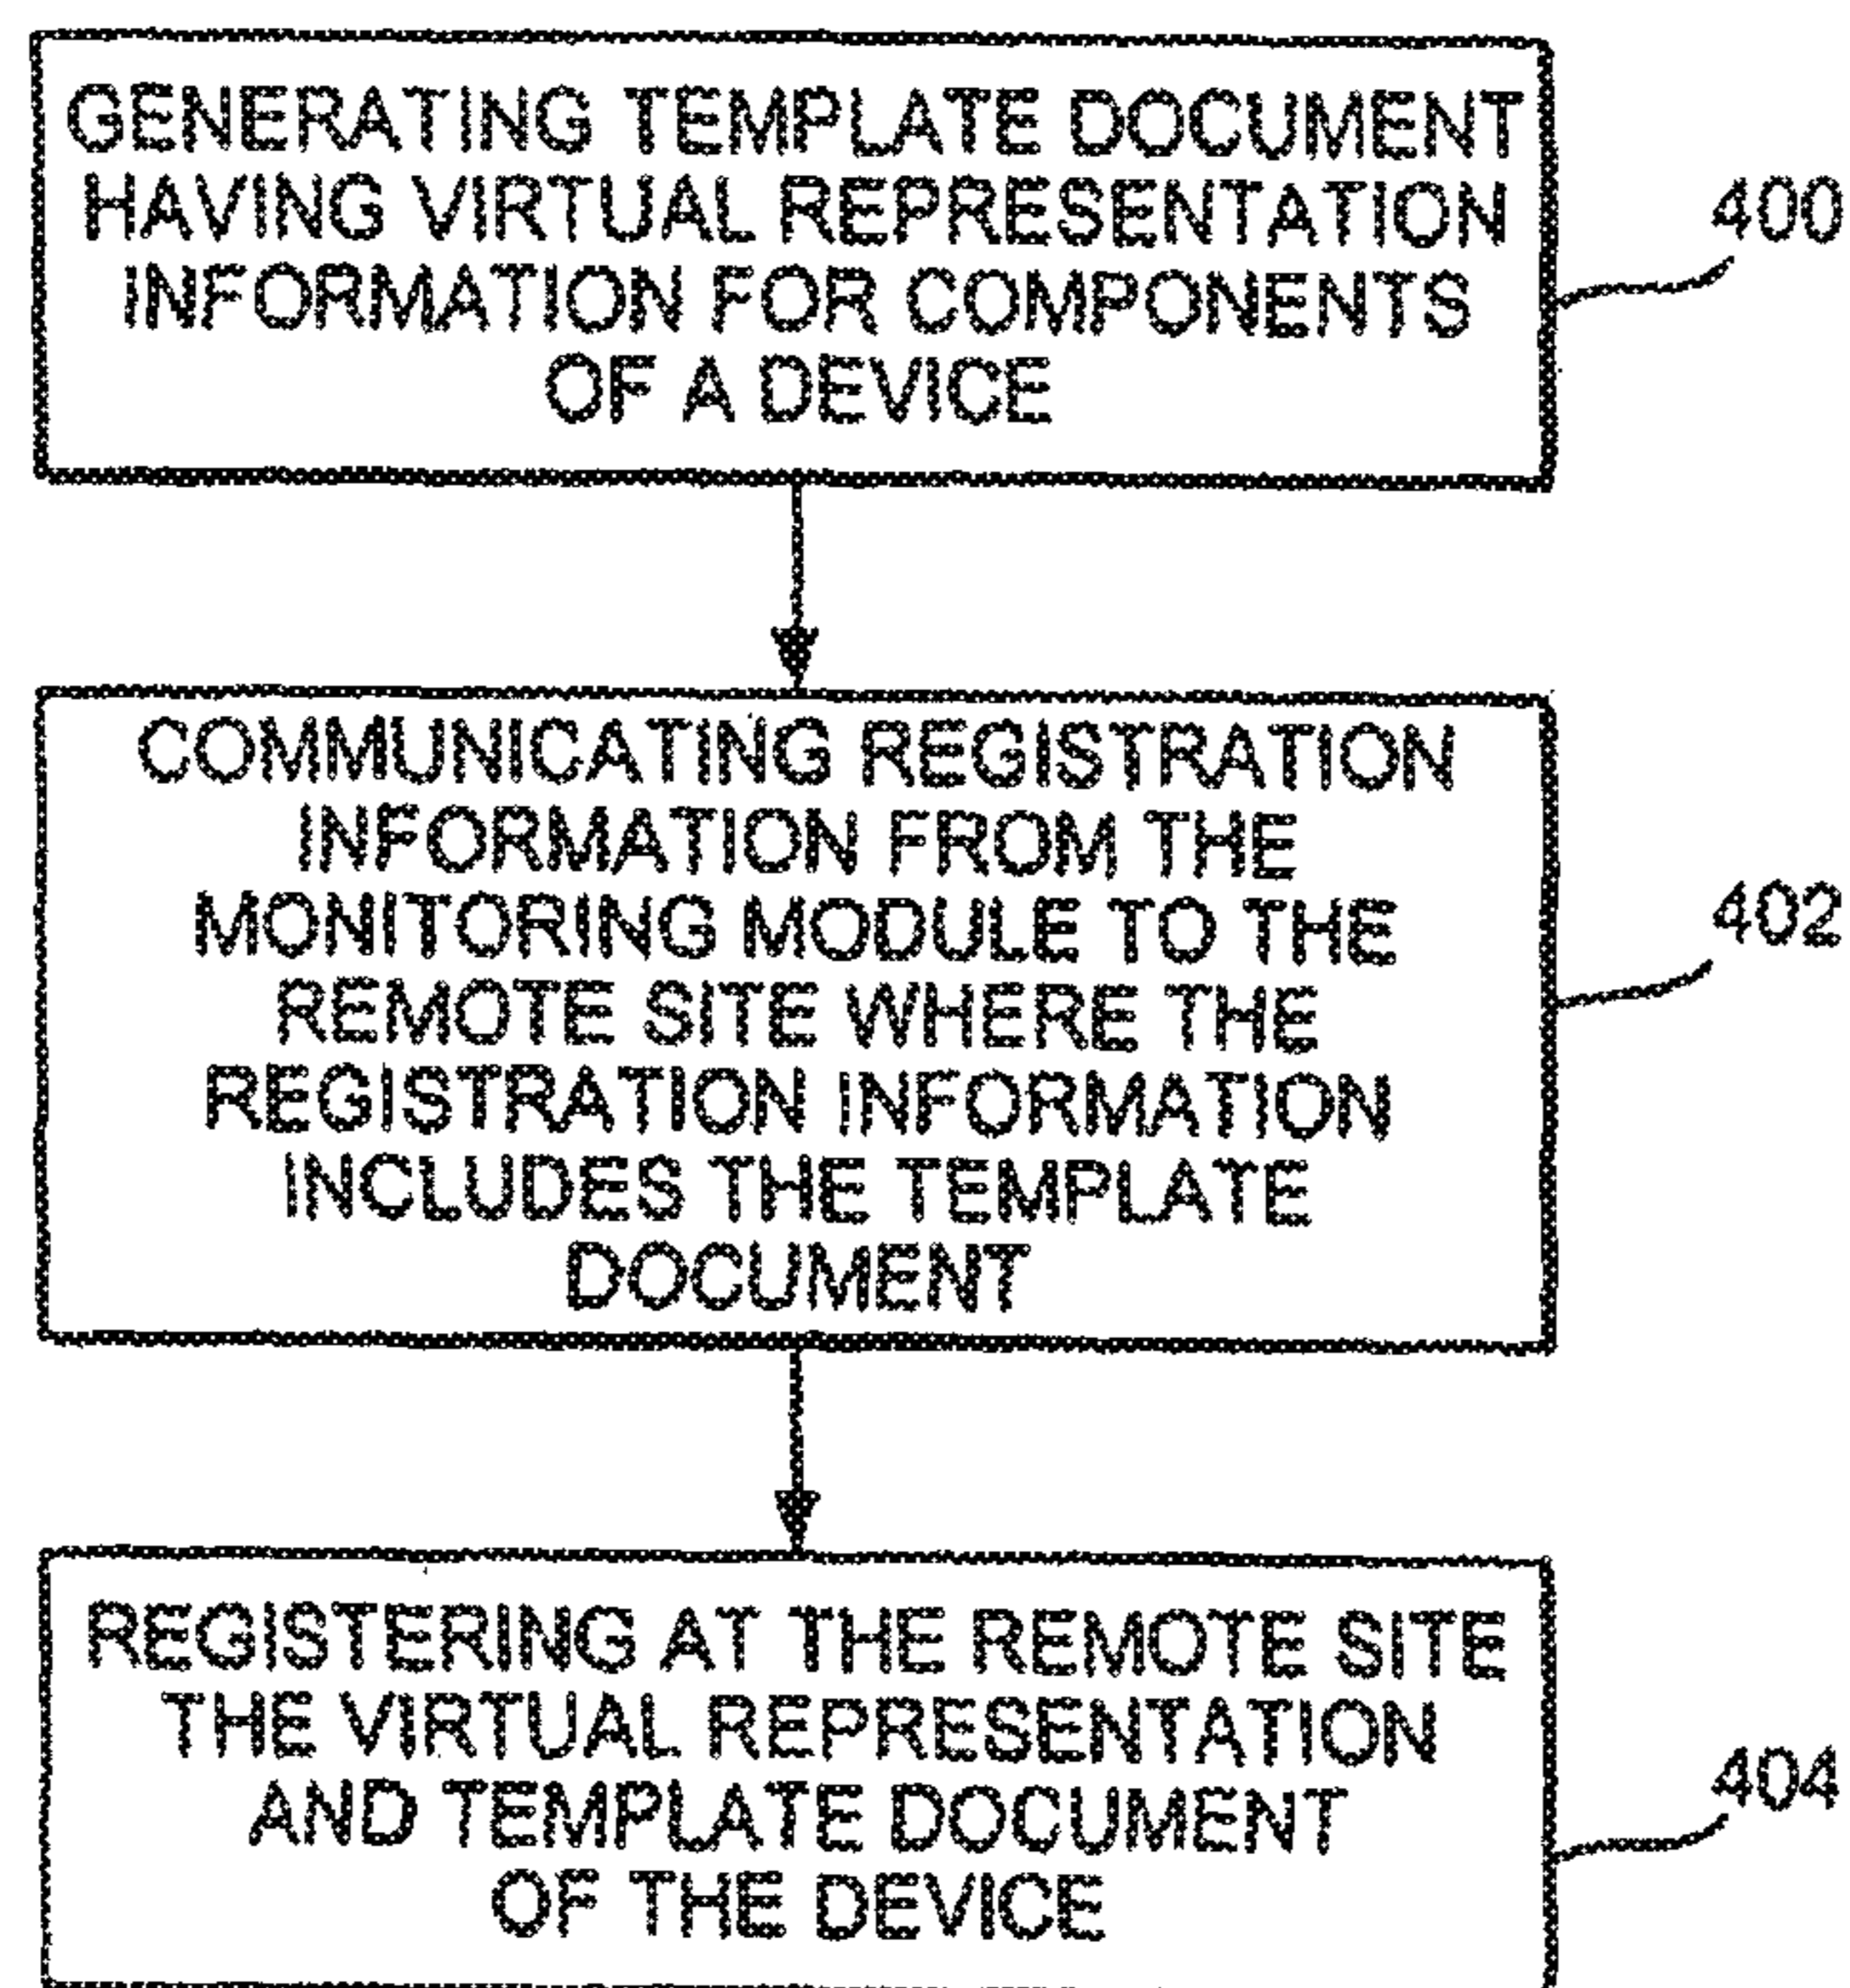 GENERATING TEMPLATE DOCUMENT
HAVING VIRTUAL REPRESENTATION
INFORMATION FOR COMPONENTS
OF A DEVICE
400
COMMUNICATING REGISTRATION
INFORMATION FROM THE
MONITORING MODULE TO THE
REMOTE SITE WHERE THE
REGISTRATION INFORMATION
INCLUDES THE TEMPLATE
DOCUMENT
402
REGISTERING AT THE REMOTE SITE
THE VIRTUAL REPRESENTATION
AND TEMPLATE DOCUMENT
OF THE DEVICE
404